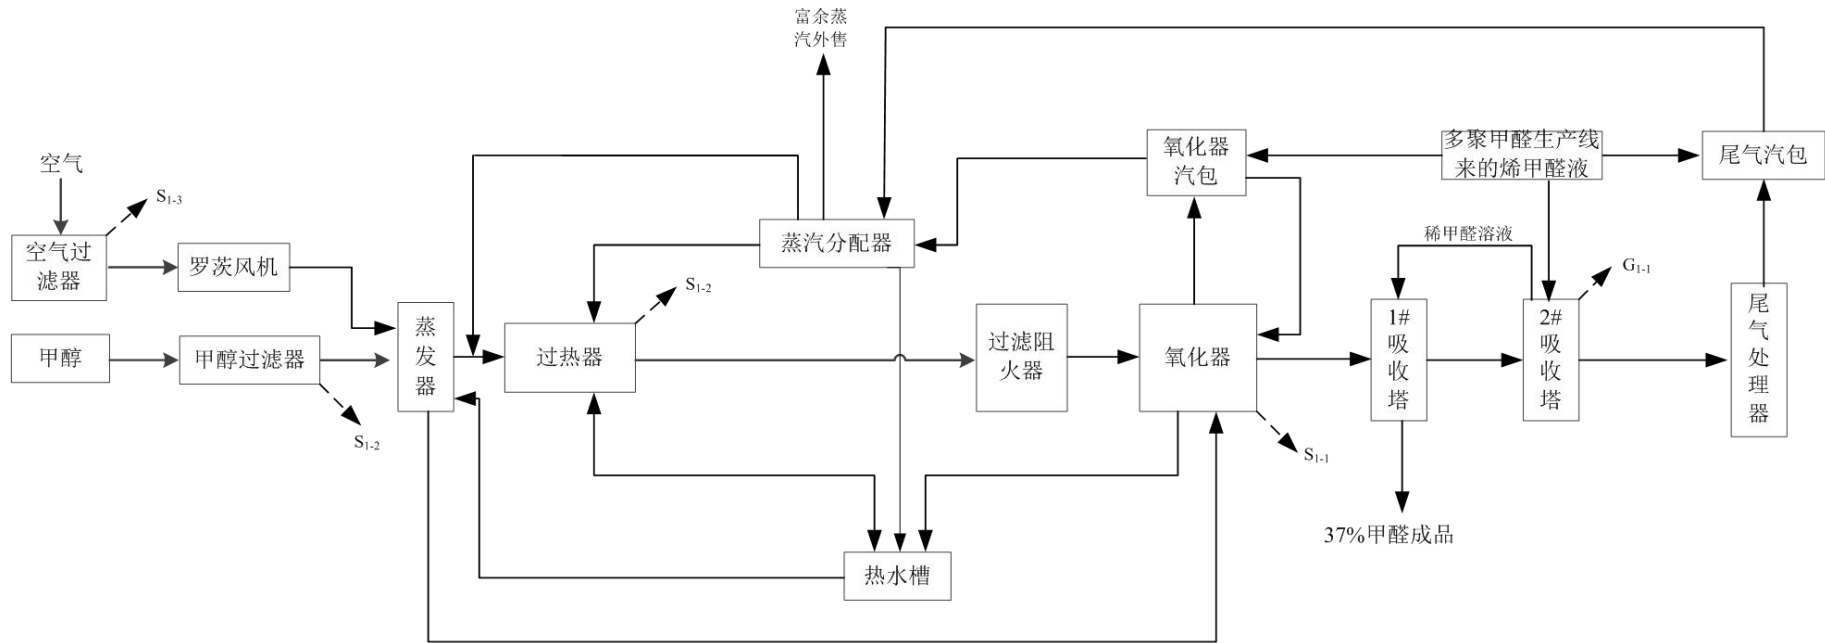 富余蒸
汽外售
空气
S1-3
空气过
滤器
罗茨风机
甲醇
甲醇过滤器
S1-2
蒸
发
器
过热器
S1-2
蒸汽分配器
热水槽
过滤阻
火器
氧化器
汽包
氧化器
S1-1
多聚甲醛生产线
来的烯甲醛液
尾气汽包
稀甲醛溶液
1#
吸
收
塔
37%甲醛成品
2#
吸
收
塔
G1-1
尾
气
处
理
器